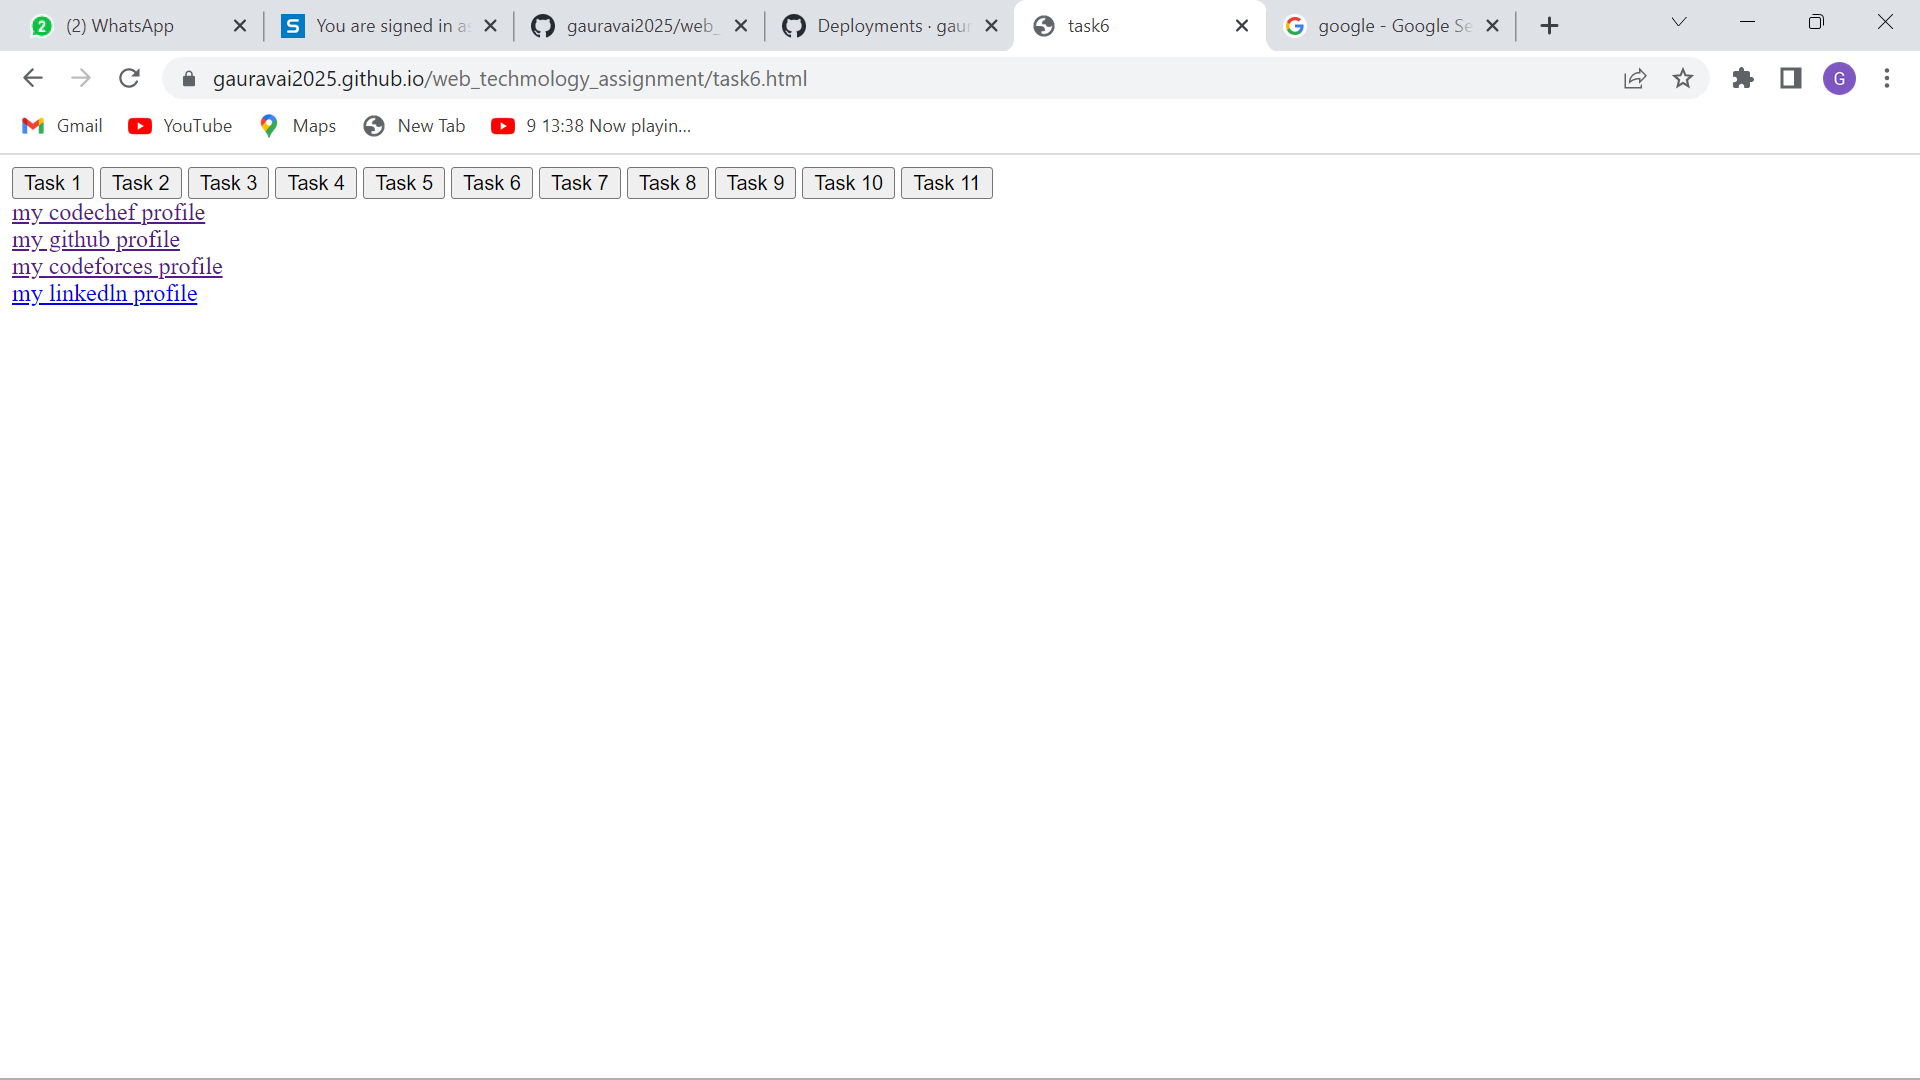 2 (2) WhatsApp S You are signed in as gauravai2025/web_ Deployments · gaur task6 google - Google Se
gauravai2025.github.io/web_techmology_assignment/task6.html G
Gmail YouTube Maps New Tab 9 13:38 Now playin...
Task 1 Task 2 Task 3 Task 4 Task 5 Task 6 Task 7 Task 8 Task 9 Task 10 Task 11
my codechef profile
my github profile
my codeforces profile
my linkedln profile